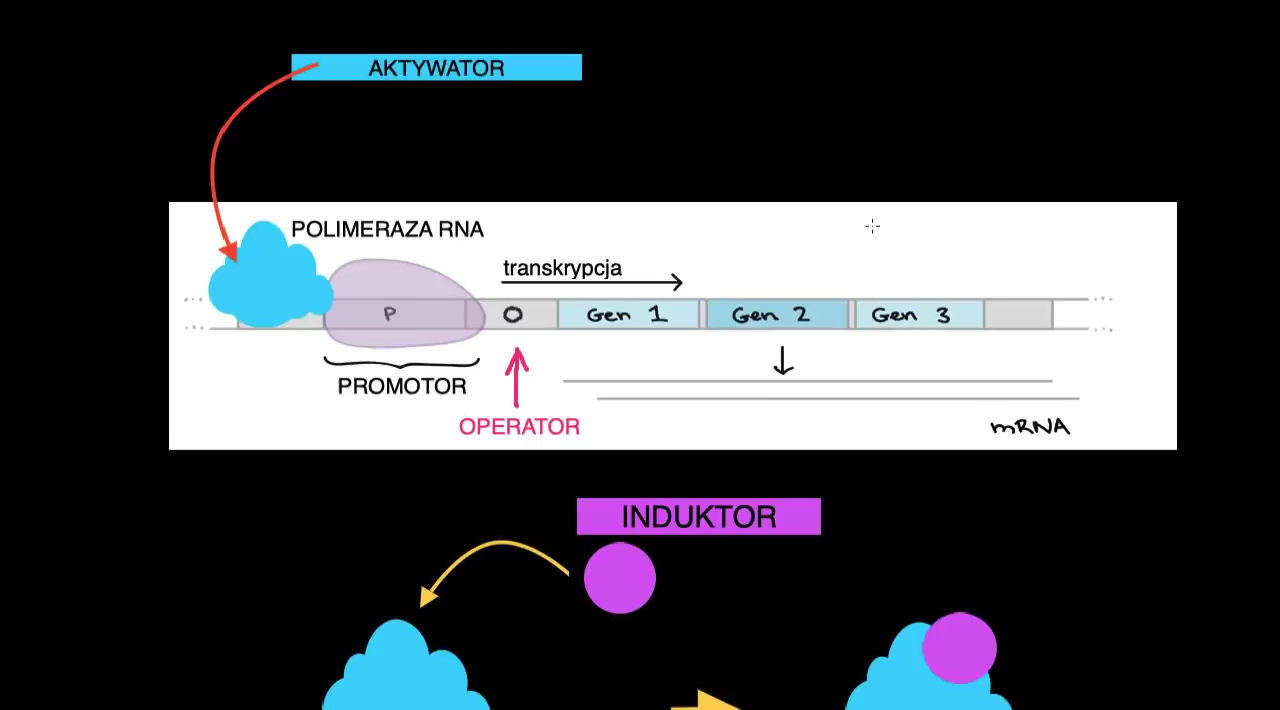 AKTYWATOR
POLIMERAZA RNA
transkrypcja
P
O
Gen 1
Gen 2
Gen 3
PROMOTOR
OPERATOR
mRNA
INDUKTOR